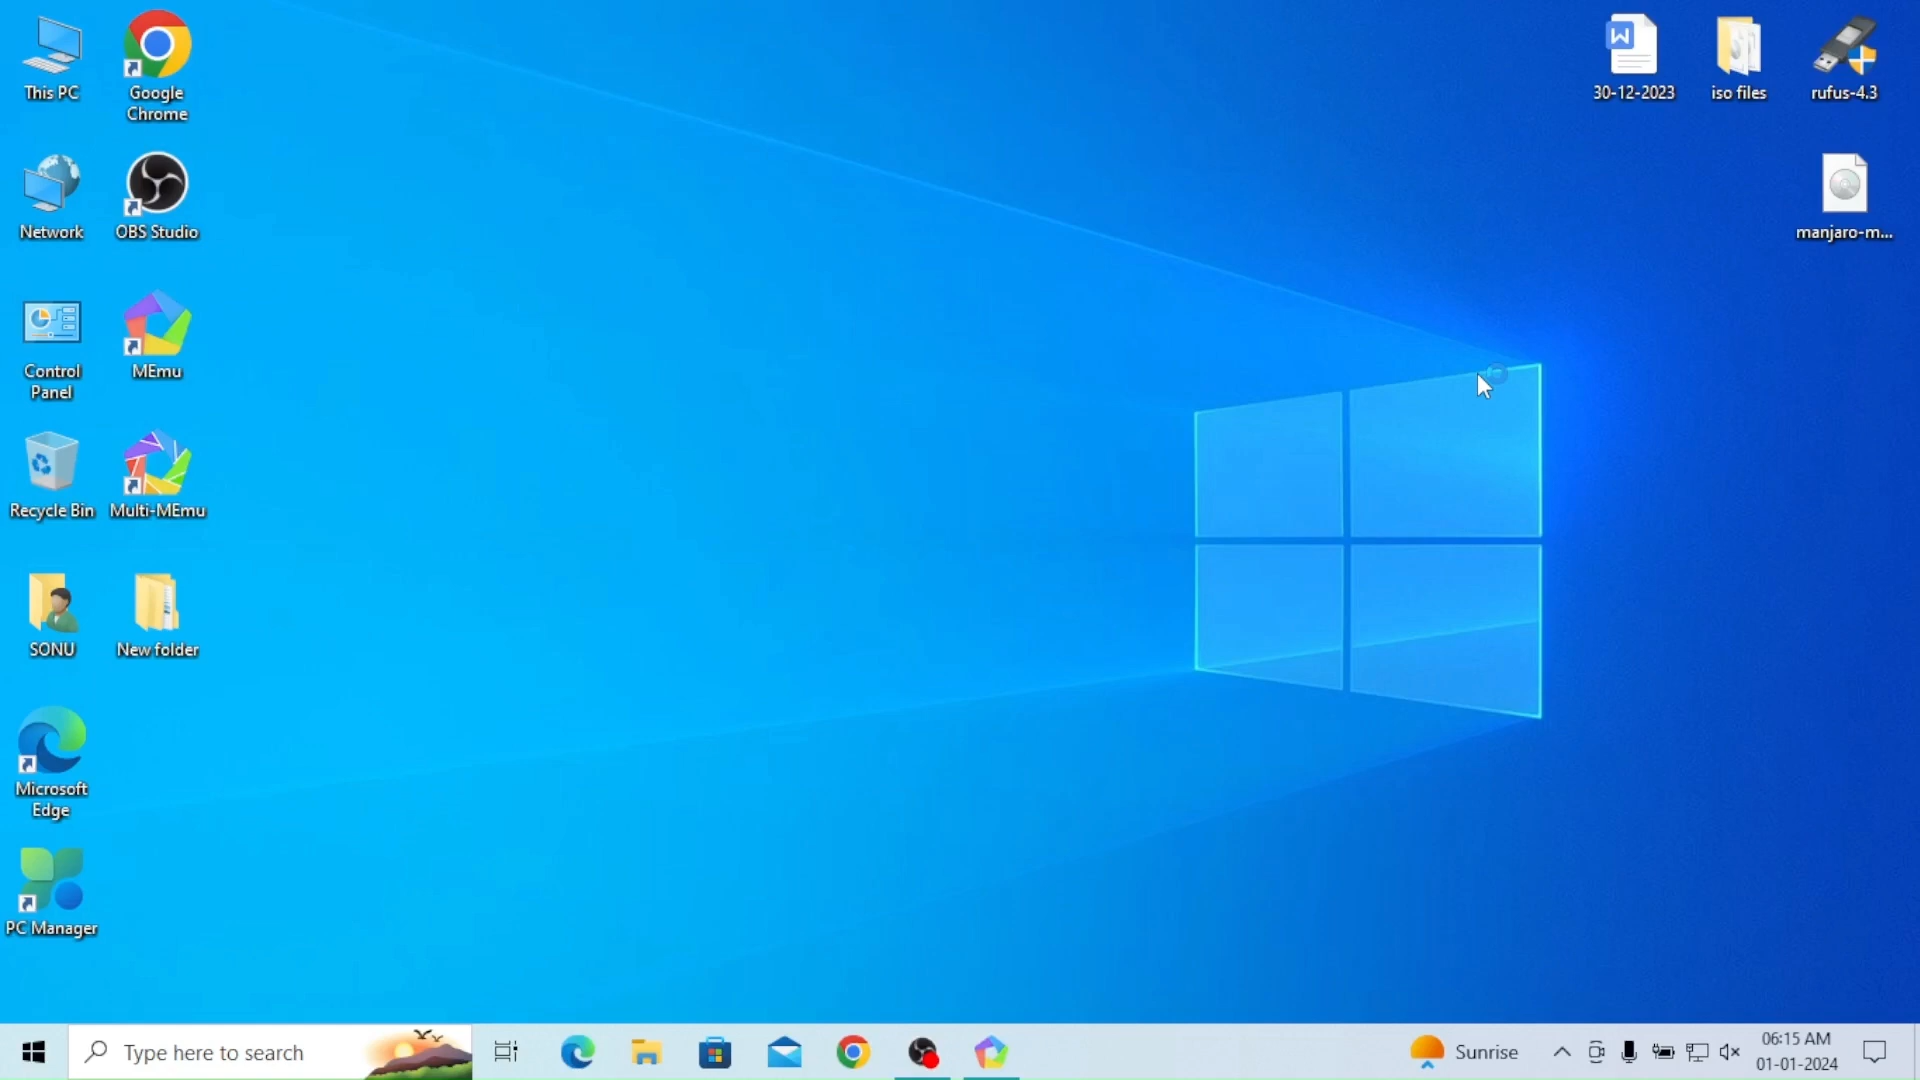 This PC
Google
Chrome
30-12-2023
iso files
rufus-4.3
Network
OBS Studio
manjaro-m...
Control
Panel
MEmu
Recycle Bin
Multi-MEmu
SONU
New folder
Microsoft
Edge
PC Manager
Type here to search
Sunrise
06:15 AM
01-01-2024